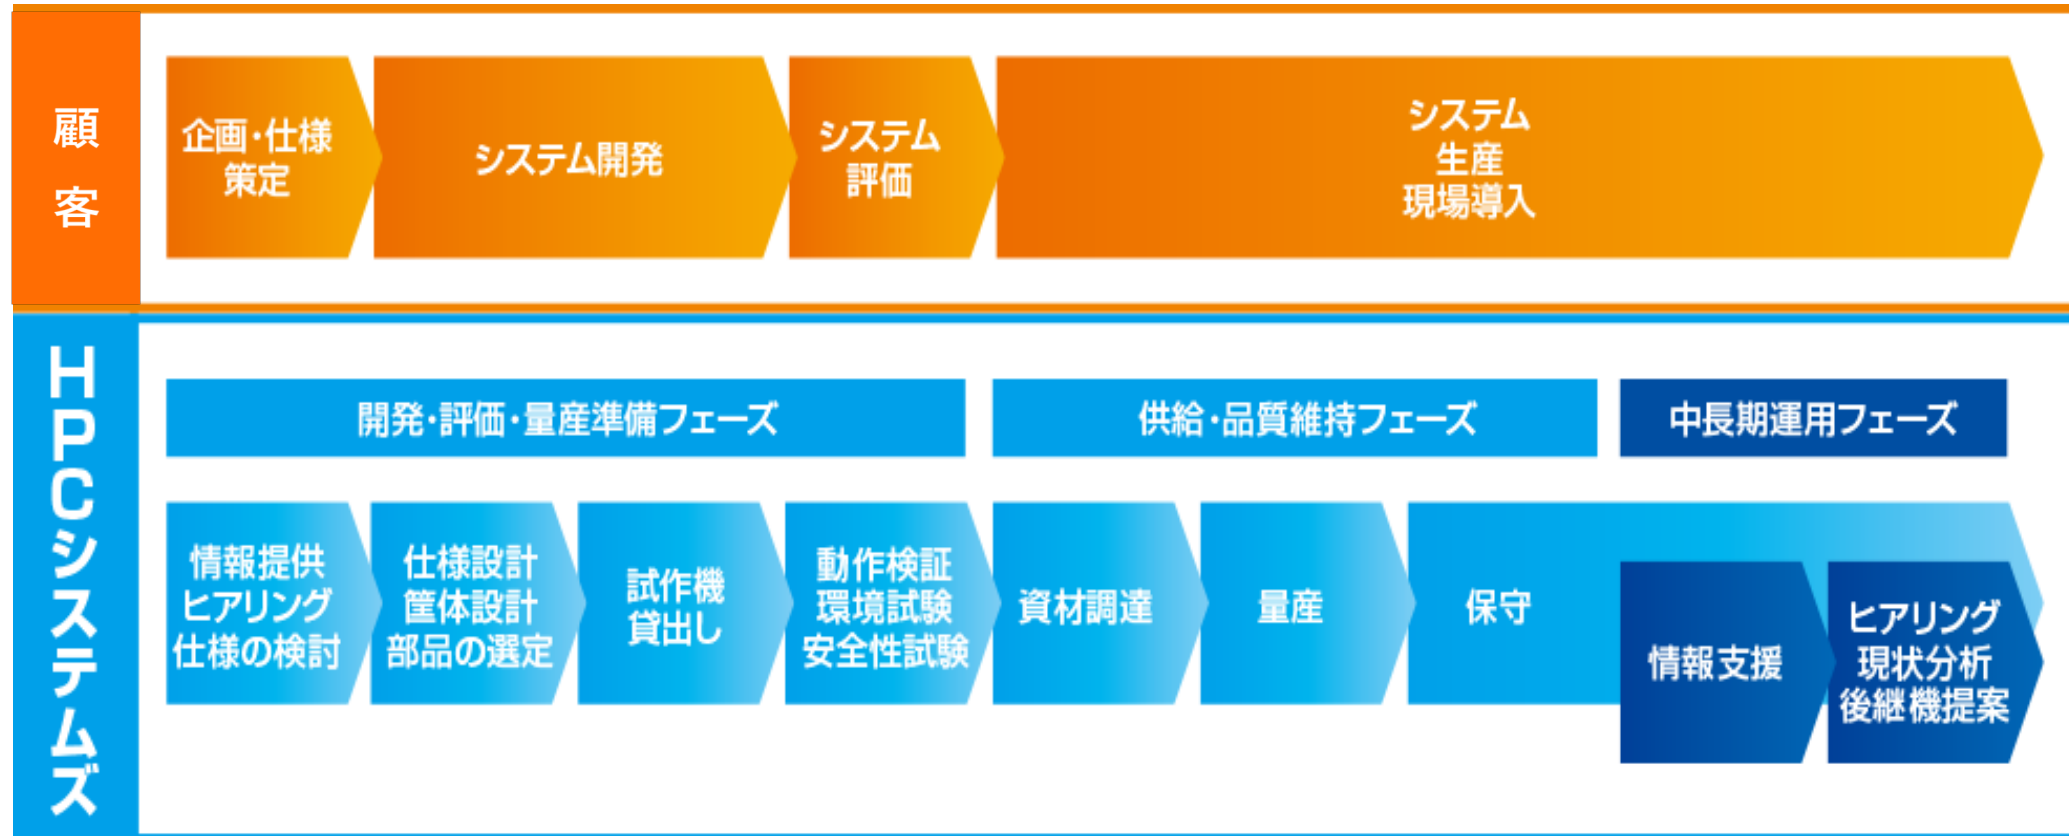 顧客
企画・仕様
策定
システム開発
システム
評価
システム
生産
現場導入
HPCシステムズ
開発・評価・量産準備フェーズ
供給・品質維持フェーズ
中長期運用フェーズ
情報提供
ヒアリング
仕様の検討
仕様設計
筐体設計
部品の選定
試作機
貸出し
動作検証
環境試験
安全性試験
資材調達
量産
保守
情報支援
ヒアリング
現状分析
後継機提案